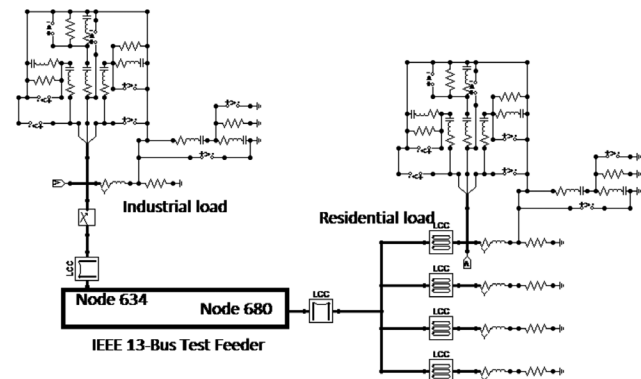 Industrial load
Residential load
LCC
LCC
Node 634
Node 680
LCC
LCC
LCC
LCC
IEEE 13-Bus Test Feeder